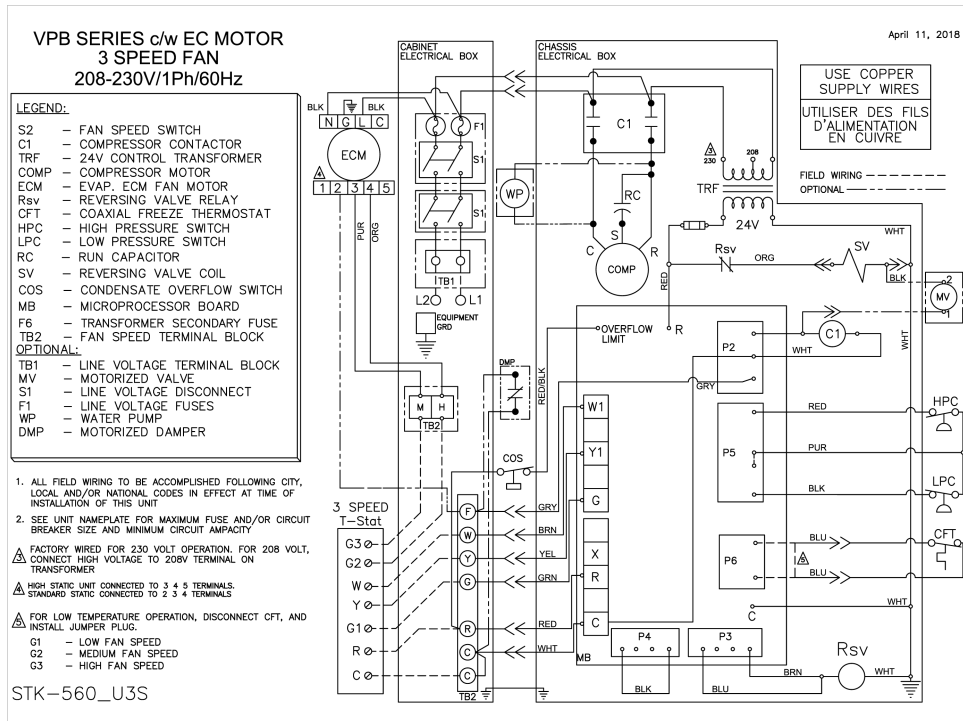 VPB SERIES c/w EC MOTOR
3 SPEED FAN
208-230V/1Ph/60Hz
April 11, 2018
LEGEND:
S2 – FAN SPEED SWITCH
C1 – COMPRESSOR CONTACTOR
TRF – 24V CONTROL TRANSFORMER
COMP – COMPRESSOR MOTOR
ECM – EVAP. ECM FAN MOTOR
Rsv – REVERSING VALVE RELAY
CFT – COAXIAL FREEZE THERMOSTAT
HPC – HIGH PRESSURE SWITCH
LPC – LOW PRESSURE SWITCH
RC – RUN CAPACITOR
SV – REVERSING VALVE COIL
COS – CONDENSATE OVERFLOW SWITCH
MB – MICROPROCESSOR BOARD
F6 – TRANSFORMER SECONDARY FUSE
TB2 – FAN SPEED TERMINAL BLOCK
OPTIONAL:
TB1 – LINE VOLTAGE TERMINAL BLOCK
MV – MOTORIZED VALVE
S1 – LINE VOLTAGE DISCONNECT
F1 – LINE VOLTAGE FUSES
WP – WATER PUMP
DMP – MOTORIZED DAMPER
1. ALL FIELD WIRING TO BE ACCOMPLISHED FOLLOWING CITY,
LOCAL AND/OR NATIONAL CODES IN EFFECT AT TIME OF
INSTALLATION OF THIS UNIT
2. SEE UNIT NAMEPLATE FOR MAXIMUM FUSE AND/OR CIRCUIT
BREAKER SIZE AND MINIMUM CIRCUIT AMPACITY
3 FACTORY WIRED FOR 230 VOLT OPERATION. FOR 208 VOLT,
CONNECT HIGH VOLTAGE TO 208V TERMINAL ON
TRANSFORMER
4 HIGH STATIC UNIT CONNECTED TO 3 4 5 TERMINALS.
STANDARD STATIC CONNECTED TO 2 3 4 TERMINALS
5 FOR LOW TEMPERATURE OPERATION, DISCONNECT CFT, AND
INSTALL JUMPER PLUG.
G1 – LOW FAN SPEED
G2 – MEDIUM FAN SPEED
G3 – HIGH FAN SPEED
STK–560_U3S
BLK
BLK
N G L C
ECM
4
1 2 3 4 5
PUR
ORG
CABINET
ELECTRICAL BOX
F1
S1
S1
TB1
L2
L1
EQUIPMENT
GRD
M H
TB2
3 SPEED
T–Stat
G3
G2
W
Y
G1
R
C
F
W
Y
G
R
C
C
TB2
DMP
COS
GRY
BRN
YEL
GRN
RED
WHT
CHASSIS
ELECTRICAL BOX
C1
WP
RC
S
C
R
COMP
RED/BLK
OVERFLOW
LIMIT
R
W1
Y1
G
X
R
C
MB
P4
BLK
P3
BLU
P2
GRY
P5
P6
5
C
3
230
208
TRF
24V
RED
Rsv
ORG
SV
WHT
BLK
2
MV
1
C1
WHT
WHT
RED
HPC
PUR
BLK
LPC
BLU
CFT
BLU
WHT
Rsv
BRN
WHT
USE COPPER
SUPPLY WIRES
UTILISER DES FILS
D'ALIMENTATION
EN CUIVRE
FIELD WIRING
OPTIONAL